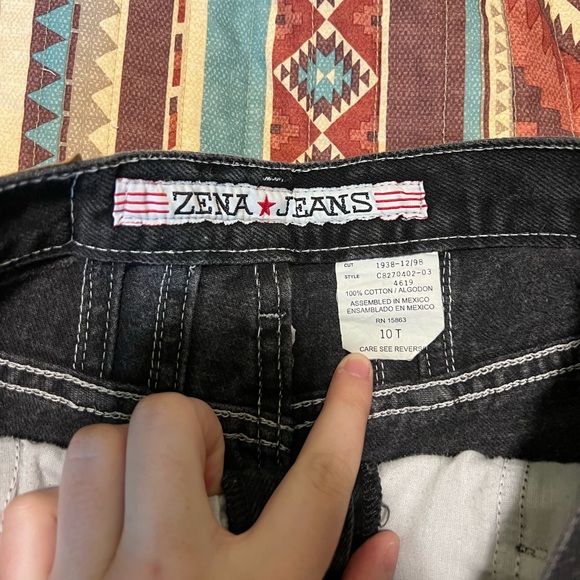 ZENA ★ JEANS
CUT 1938-12/98
STYLE C8270402-03
4619
100% COTTON / ALGODON
ASSEMBLED IN MEXICO
ENSAMBLADO EN MEXICO
RN 15863
10 T
CARE SEE REVERSE